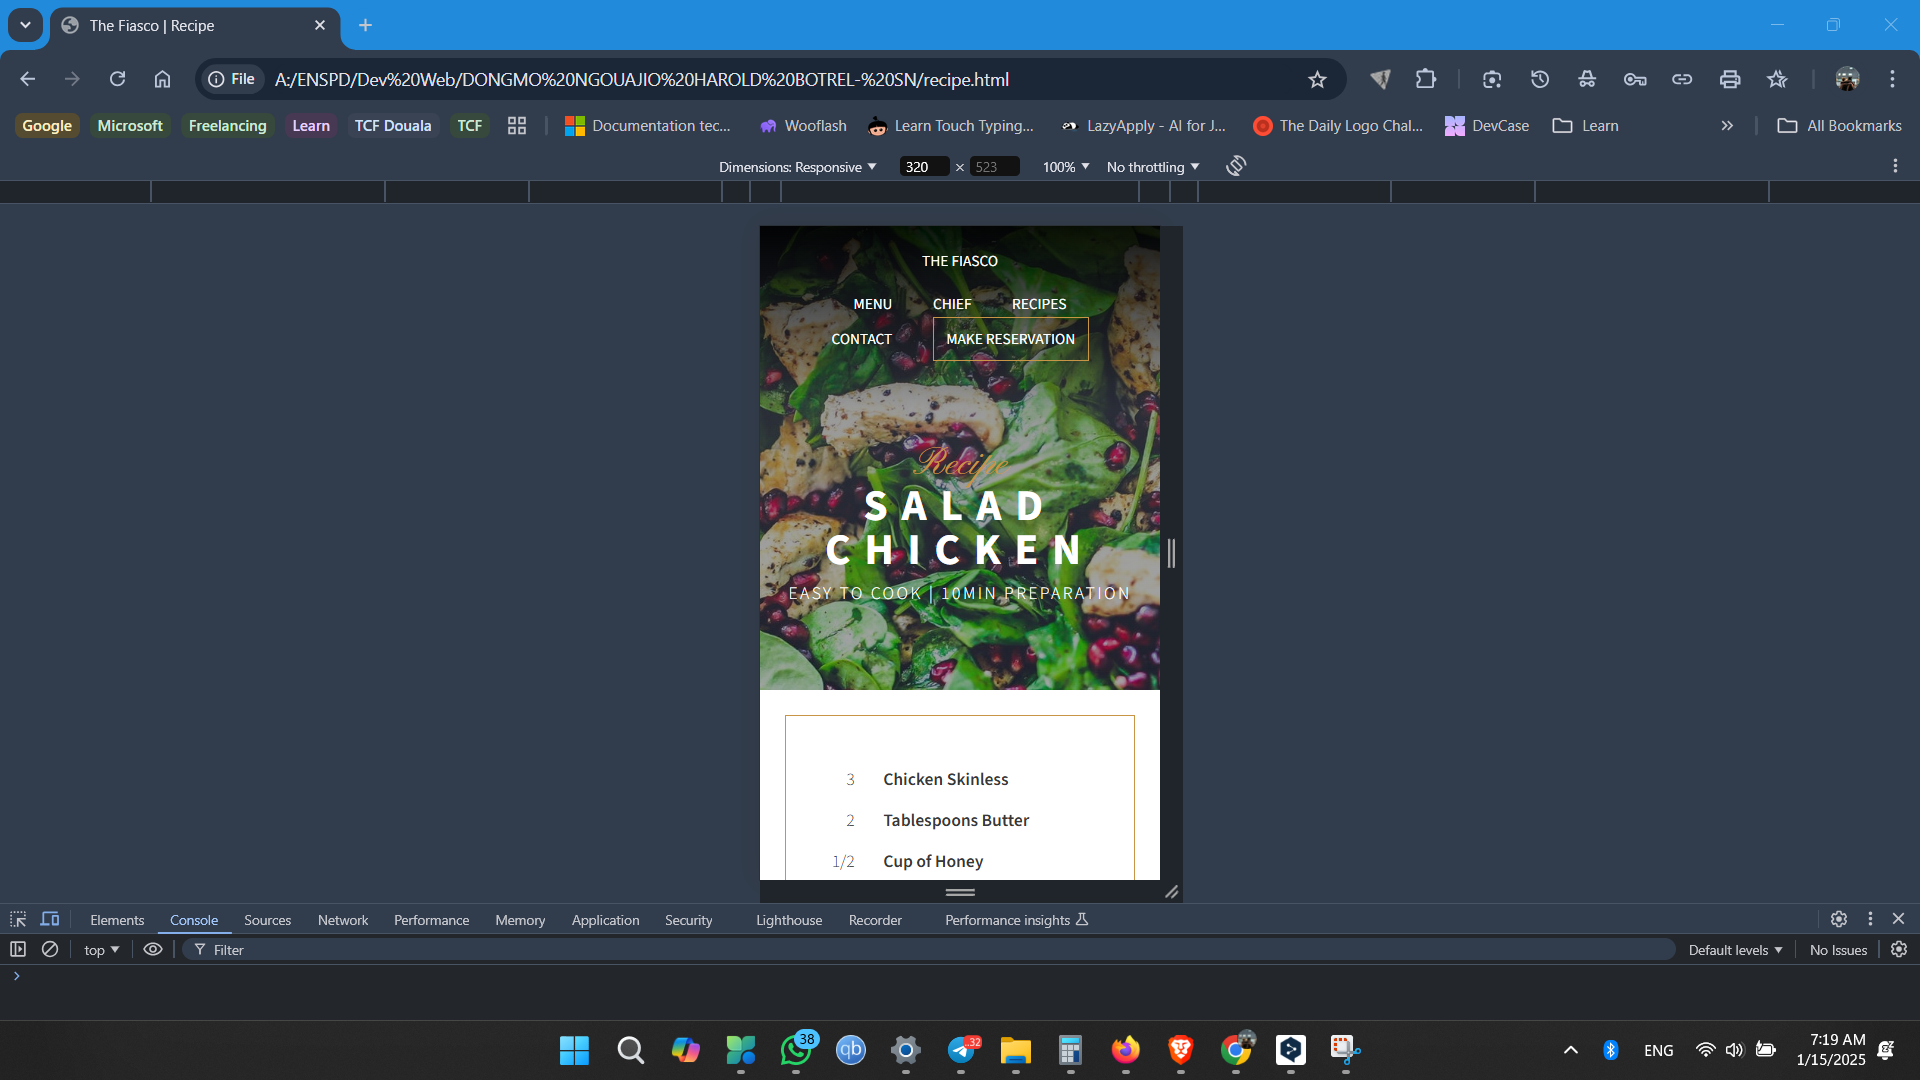 The Fiasco | Recipe
File A:/ENSPD/Dev%20Web/DONGMO%20NGOUAJIO%20HAROLD%20BOTREL-%20SN/recipe.html
Google Microsoft Freelancing Learn TCF Douala TCF Documentation tec... Wooflash Learn Touch Typing... LazyApply - AI for J... The Daily Logo Chal... DevCase Learn All Bookmarks
Dimensions: Responsive 320 × 523 100% No throttling
THE FIASCO
MENU CHIEF RECIPES
CONTACT MAKE RESERVATION
Recipe
SALAD
CHICKEN
EASY TO COOK | 10MIN PREPARATION
3 Chicken Skinless
2 Tablespoons Butter
1/2 Cup of Honey
Elements Console Sources Network Performance Memory Application Security Lighthouse Recorder Performance insights
top Filter Default levels No Issues
38
qb
.32
ENG
7:19 AM
1/15/2025